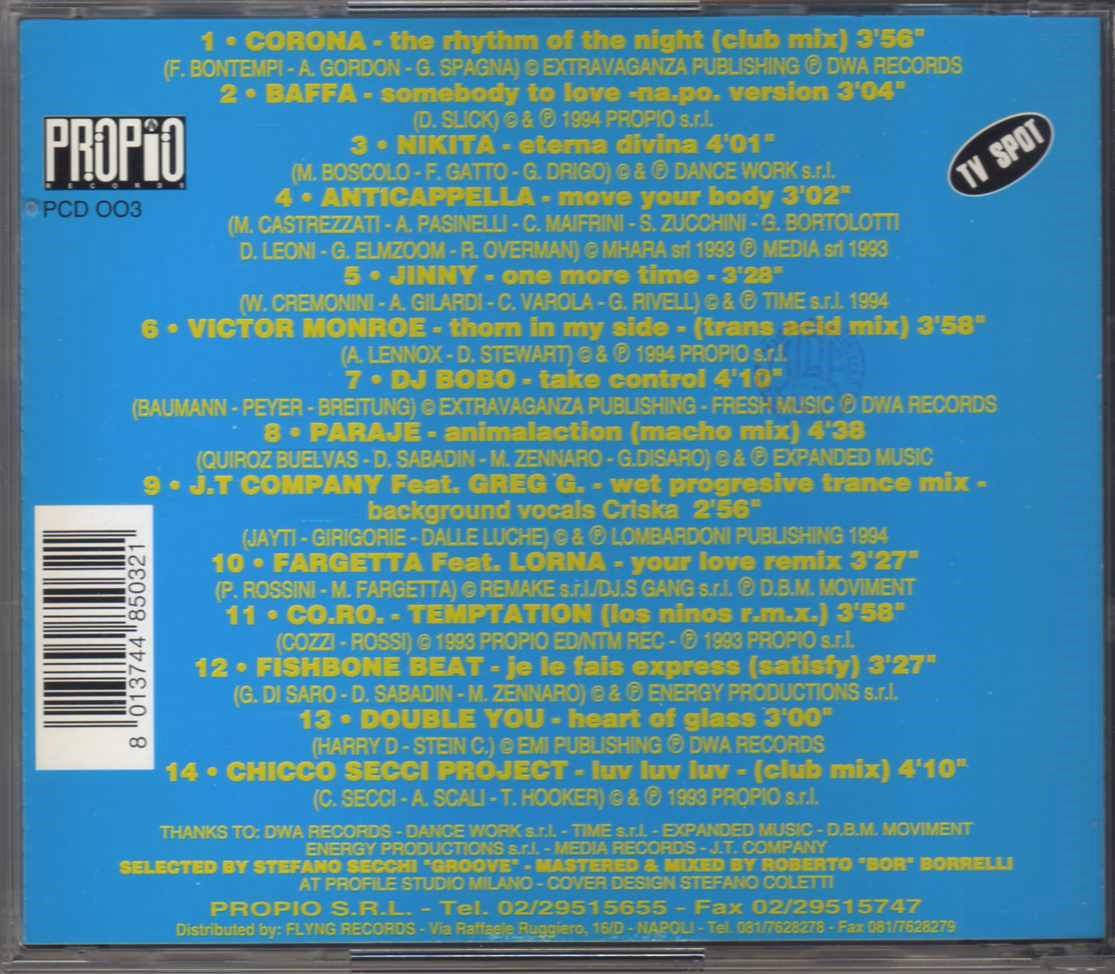 1 • CORONA - the rhythm of the night (club mix) 3'56"
(F. BONTEMPI - A. GORDON - G. SPAGNA) © EXTRAVAGANZA PUBLISHING ℗ DWA RECORDS
2 • BAFFA - somebody to love -na.po. version 3'04"
(D. SLICK) © & ℗ 1994 PROPIO s.r.l.
PROPIO
RECORDS
PCD OO3
TV SPOT
3 • NIKITA - eterna divina 4'01"
(M. BOSCOLO - F. GATTO - G. DRIGO) © & ℗ DANCE WORK s.r.l.
4 • ANTICAPPELLA - move your body 3'02"
(M. CASTREZZATI - A. PASINELLI - C. MAIFRINI - S. ZUCCHINI - G. BORTOLOTTI
D. LEONI - G. ELMZOOM - R. OVERMAN) © MHARA srl 1993 ℗ MEDIA srl 1993
5 • JINNY - one more time - 3'28"
(W. CREMONINI - A. GILARDI - C. VAROLA - G. RIVELL) © & ℗ TIME s.r.l. 1994
6 • VICTOR MONROE - thorn in my side - (trans acid mix) 3'58"
(A. LENNOX - D. STEWART) © & ℗ 1994 PROPIO s.r.l.
7 • DJ BOBO - take control 4'10"
(BAUMANN - PEYER - BREITUNG) © EXTRAVAGANZA PUBLISHING - FRESH MUSIC ℗ DWA RECORDS
8 • PARAJE - animalaction (macho mix) 4'38
(QUIROZ BUELVAS - D. SABADIN - M. ZENNARO - G.DISARO) © & ℗ EXPANDED MUSIC
9 • J.T COMPANY Feat. GREG G. - wet progresive trance mix -
background vocals Criska 2'56"
(JAYTI - GIRIGORIE - DALLE LUCHE) © & ℗ LOMBARDONI PUBLISHING 1994
10 • FARGETTA Feat. LORNA - your love remix 3'27"
(P. ROSSINI - M. FARGETTA) © REMAKE s.r.l./DJ.S GANG s.r.l. ℗ D.B.M. MOVIMENT
11 • CO.RO. - TEMPTATION (los ninos r.m.x.) 3'58"
(COZZI - ROSSI) © 1993 PROPIO ED/NTM REC - ℗ 1993 PROPIO s.r.l.
12 • FISHBONE BEAT - je le fais express (satisfy) 3'27"
(G. DI SARO - D. SABADIN - M. ZENNARO) © & ℗ ENERGY PRODUCTIONS s.r.l.
13 • DOUBLE YOU - heart of glass 3'00"
(HARRY D - STEIN C.) © EMI PUBLISHING ℗ DWA RECORDS
14 • CHICCO SECCI PROJECT - luv luv luv - (club mix) 4'10"
(C. SECCI - A. SCALI - T. HOOKER) © & ℗ 1993 PROPIO s.r.l.
8 013744 850321
THANKS TO: DWA RECORDS - DANCE WORK s.r.l. - TIME s.r.l. - EXPANDED MUSIC - D.B.M. MOVIMENT
ENERGY PRODUCTIONS s.r.l. - MEDIA RECORDS - J.T. COMPANY
SELECTED BY STEFANO SECCHI "GROOVE" - MASTERED & MIXED BY ROBERTO "BOR" BORRELLI
AT PROFILE STUDIO MILANO - COVER DESIGN STEFANO COLETTI
PROPIO S.R.L. - Tel. 02/29515655 - Fax 02/29515747
Distributed by: FLYNG RECORDS - Via Raffaele Ruggiero, 16/D - NAPOLI - Tel. 081/7628278 - Fax 081/7628279